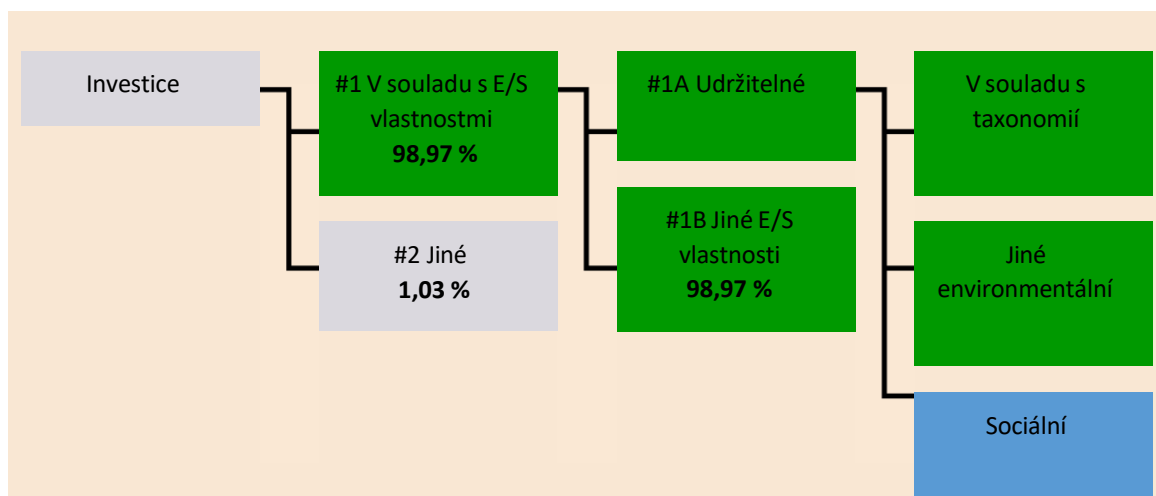 Investice
#1 V souladu s E/S
vlastnostmi
98,97 %
#2 Jiné
1,03 %
#1A Udržitelné
#1B Jiné E/S
vlastnosti
98,97 %
V souladu s
taxonomií
Jiné
environmentální
Sociální